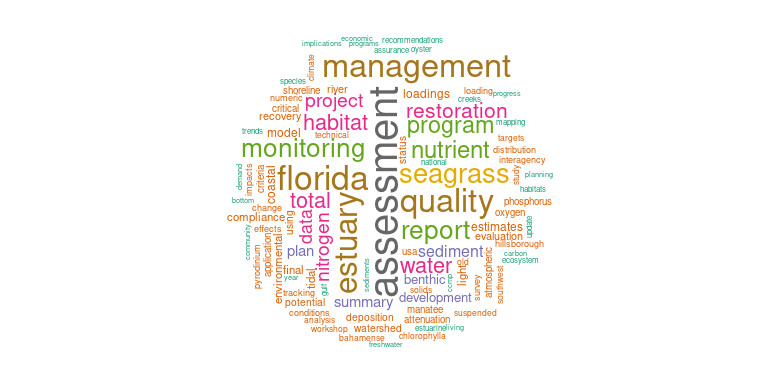 economic
implications
programs
recommendations
assurance
oyster
climate
management
species
shoreline
river
loadings
loading
progress
numeric
project
creeks
critical
restoration
recovery
habitat
program
mapping
trends
model
technical
assessment
status
targets
monitoring
nutrient
distribution
national
interagency
demand
impacts
criteria
coastal
florida
seagrass
study
planning
habitats
bottom
total
estuary
quality
phosphorus
change
oxygen
compliance
using
data
nitrogen
report
estimates
update
effects
evaluation
community
plan
usa
sediment
hillsborough
carbon
pyrodinium
application
environmental
final
tidal
sediments
water
old
light
atmospheric
ecosystem
year
gulf
benthic
ccmp
survey
southwest
tracking
solids
development
potential
summary
manatee
suspended
conditions
deposition
attenuation
analysis
workshop
watershed
estuarine
living
bahamense
chlorophylla
freshwater